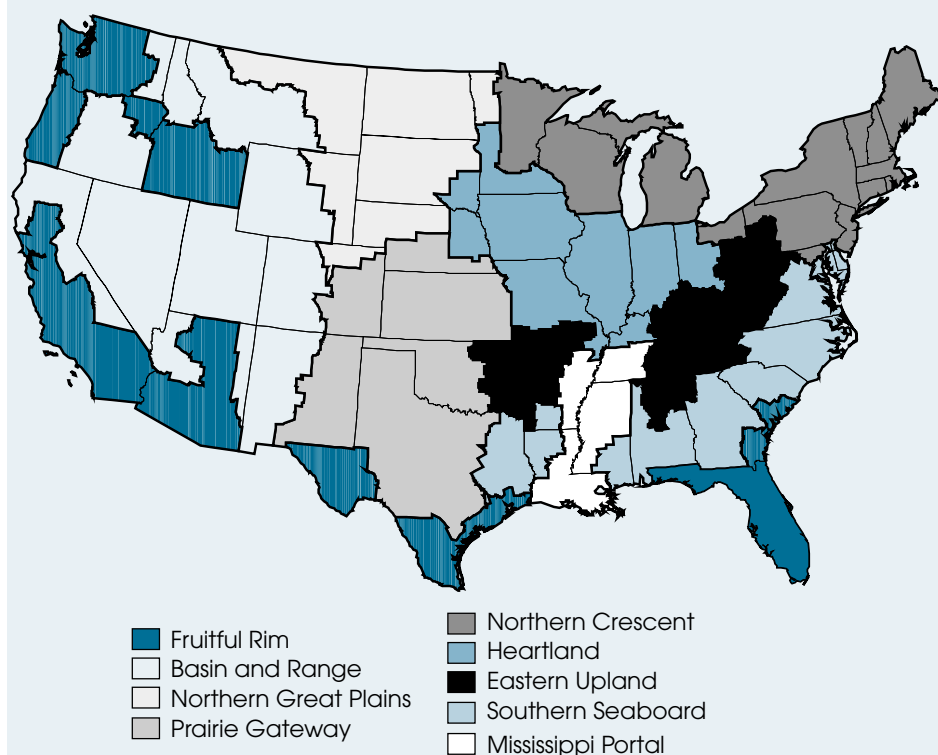 Fruitful Rim
Basin and Range
Northern Great Plains
Prairie Gateway
Northern Crescent
Heartland
Eastern Upland
Southern Seaboard
Mississippi Portal